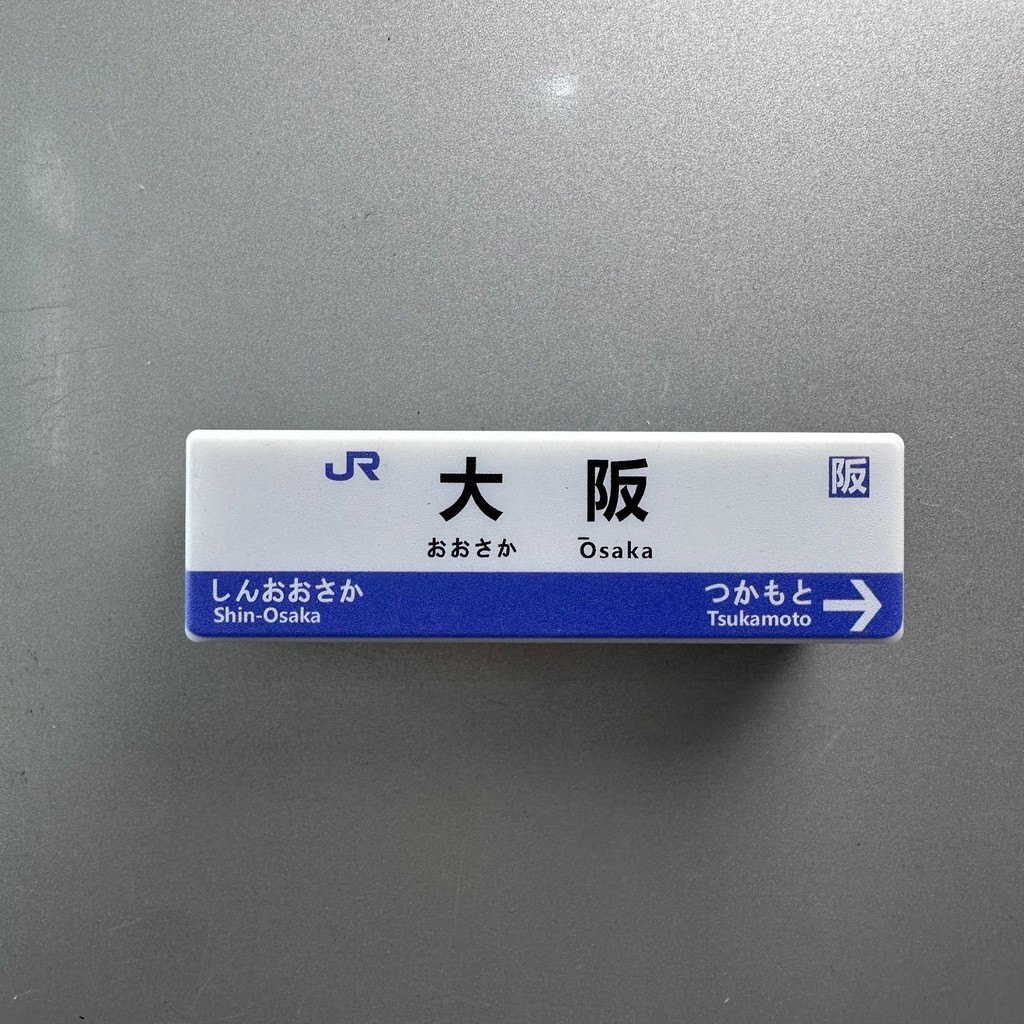 JR 大阪 阪
おおさか Ōsaka
しんおおさか つかもと →
Shin-Osaka Tsukamoto